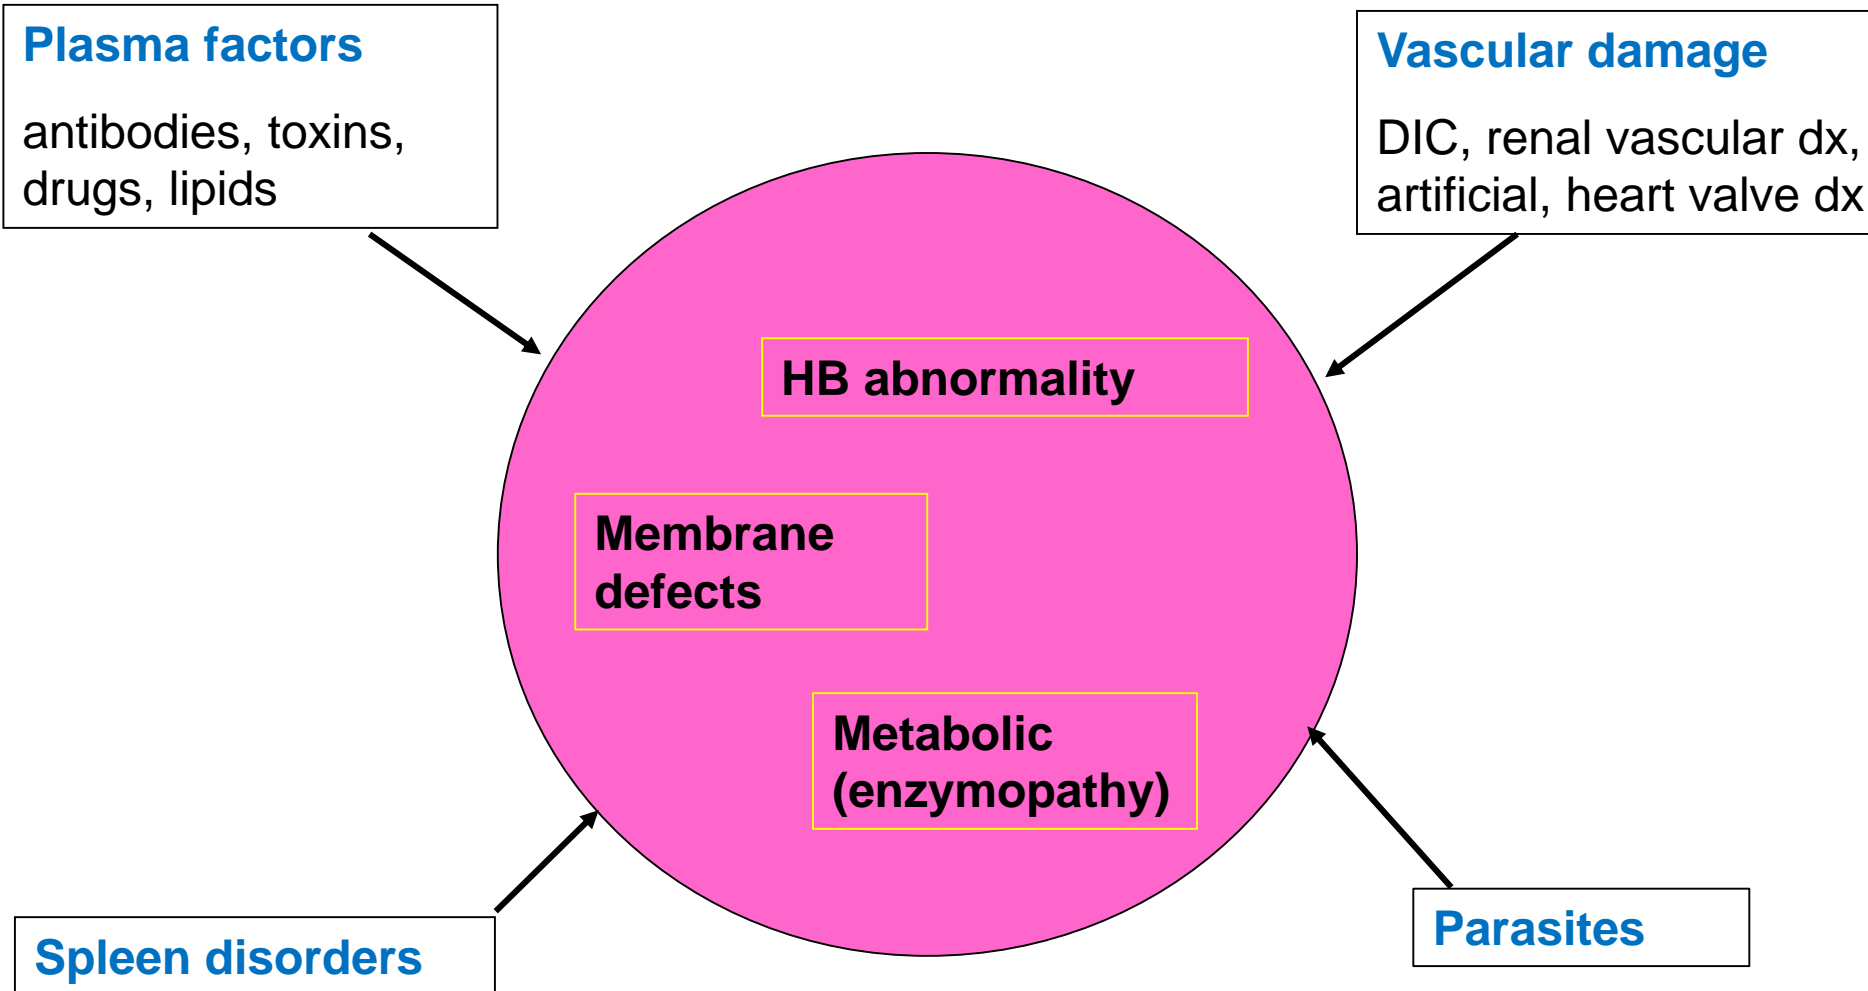 Plasma factors
antibodies, toxins,
drugs, lipids
Vascular damage
DIC, renal vascular dx,
artificial, heart valve dx
HB abnormality
Membrane
defects
Metabolic
(enzymopathy)
Spleen disorders
Parasites